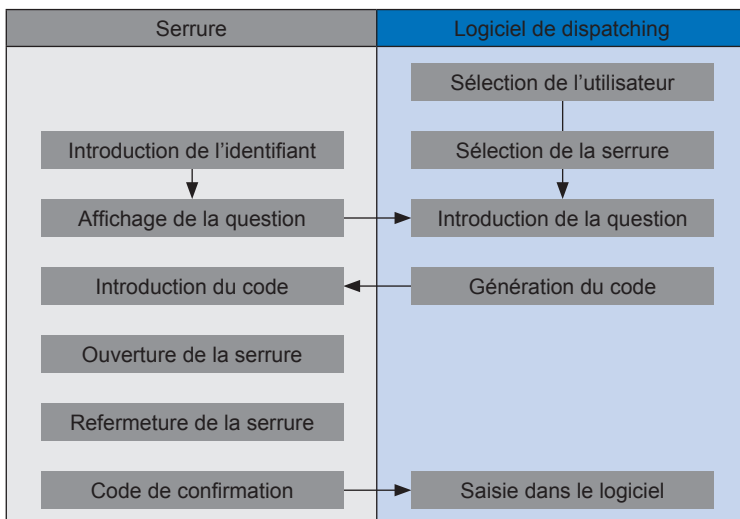 Serrure
Logiciel de dispatching
Sélection de l’utilisateur
Introduction de l’identifiant
Sélection de la serrure
Affichage de la question
Introduction de la question
Introduction du code
Génération du code
Ouverture de la serrure
Refermeture de la serrure
Code de confirmation
Saisie dans le logiciel